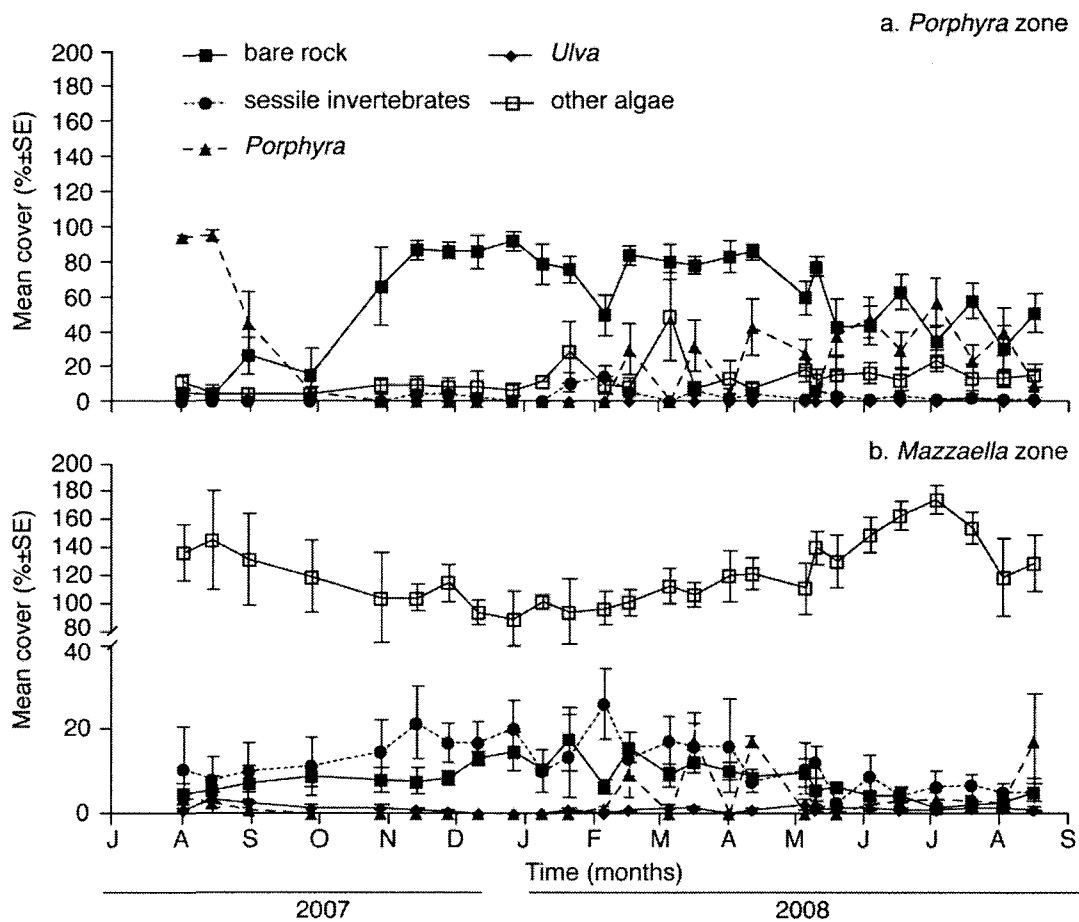 a. Porphyra zone
200
180
160
140
120
100
80
60
40
20
0
Mean cover (%±SE)
bare rock
Ulva
sessile invertebrates
other algae
Porphyra
b. Mazzaella zone
200
180
160
140
120
100
80
40
20
0
Mean cover (%±SE)
J A S O N D J F M A M J J A S
Time (months)
2007 2008